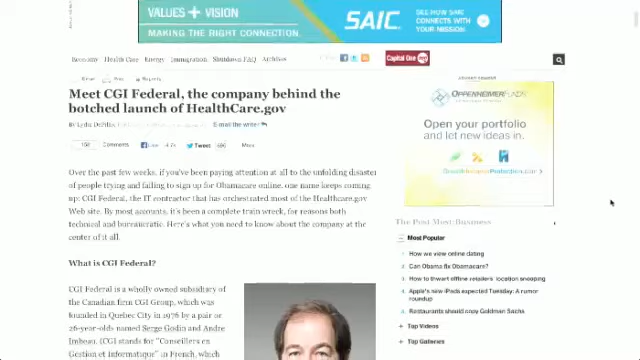 VALUES + VISION
MAKING THE RIGHT CONNECTION.
SAIC
SEE HOW SAIC
CONNECTS WITH
YOUR MISSION.
Economy Health Care Energy Immigration Shutdown FAQ Archives
Follow:
Capital One
Meet CGI Federal, the company behind the
botched launch of HealthCare.gov
E-mail the writer
Comments
Tweet
More
Over the past few weeks, if you've been paying attention at all to the unfolding disaster
of people trying and failing to sign up for Obamacare online, one name keeps coming
up: CGI Federal, the IT contractor that has orchestrated most of the Healthcare.gov
Web site. By most accounts, it's been a complete train wreck, for reasons both
technical and bureaucratic. Here's what you need to know about the company at the
center of it all.
What is CGI Federal?
CGI Federal is a wholly owned subsidiary of
the Canadian firm CGI Group, which was
founded in Quebec City in 1976 by a pair of
26-year-olds named Serge Godin and Andre
Imbeau. (CGI stands for "Conseillers en
Gestion et Informatique" in French, which
Advertisement
OPPENHEIMERFUNDS
Open your portfolio
and let new ideas in.
The Post Most: Business
Most Popular
1. How we view online dating
2. Can Obama fix Obamacare?
3. How to thwart offline retailers' location snooping
4. Apple's new iPads expected Tuesday: A rumor
roundup
5. Restaurants should copy Goldman Sachs
Top Videos
Top Galleries